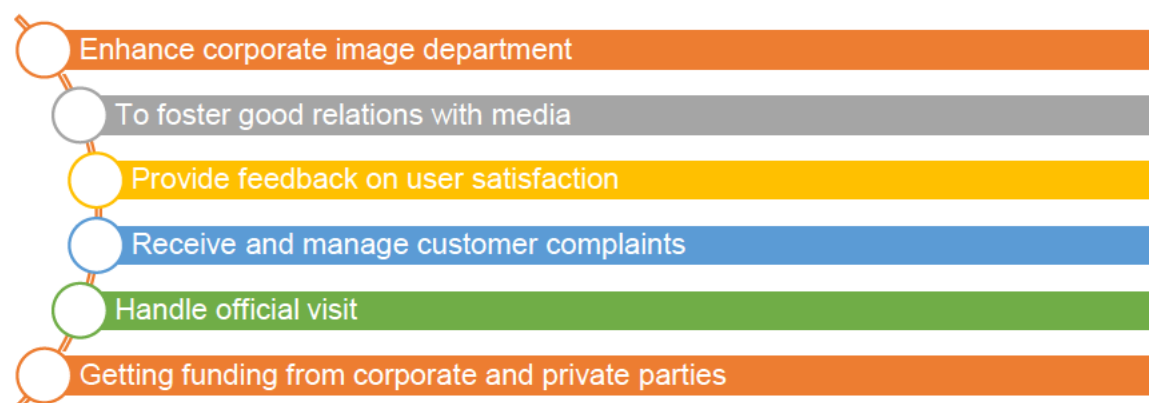 Enhance corporate image department
To foster good relations with media
Provide feedback on user satisfaction
Receive and manage customer complaints
Handle official visit
Getting funding from corporate and private parties